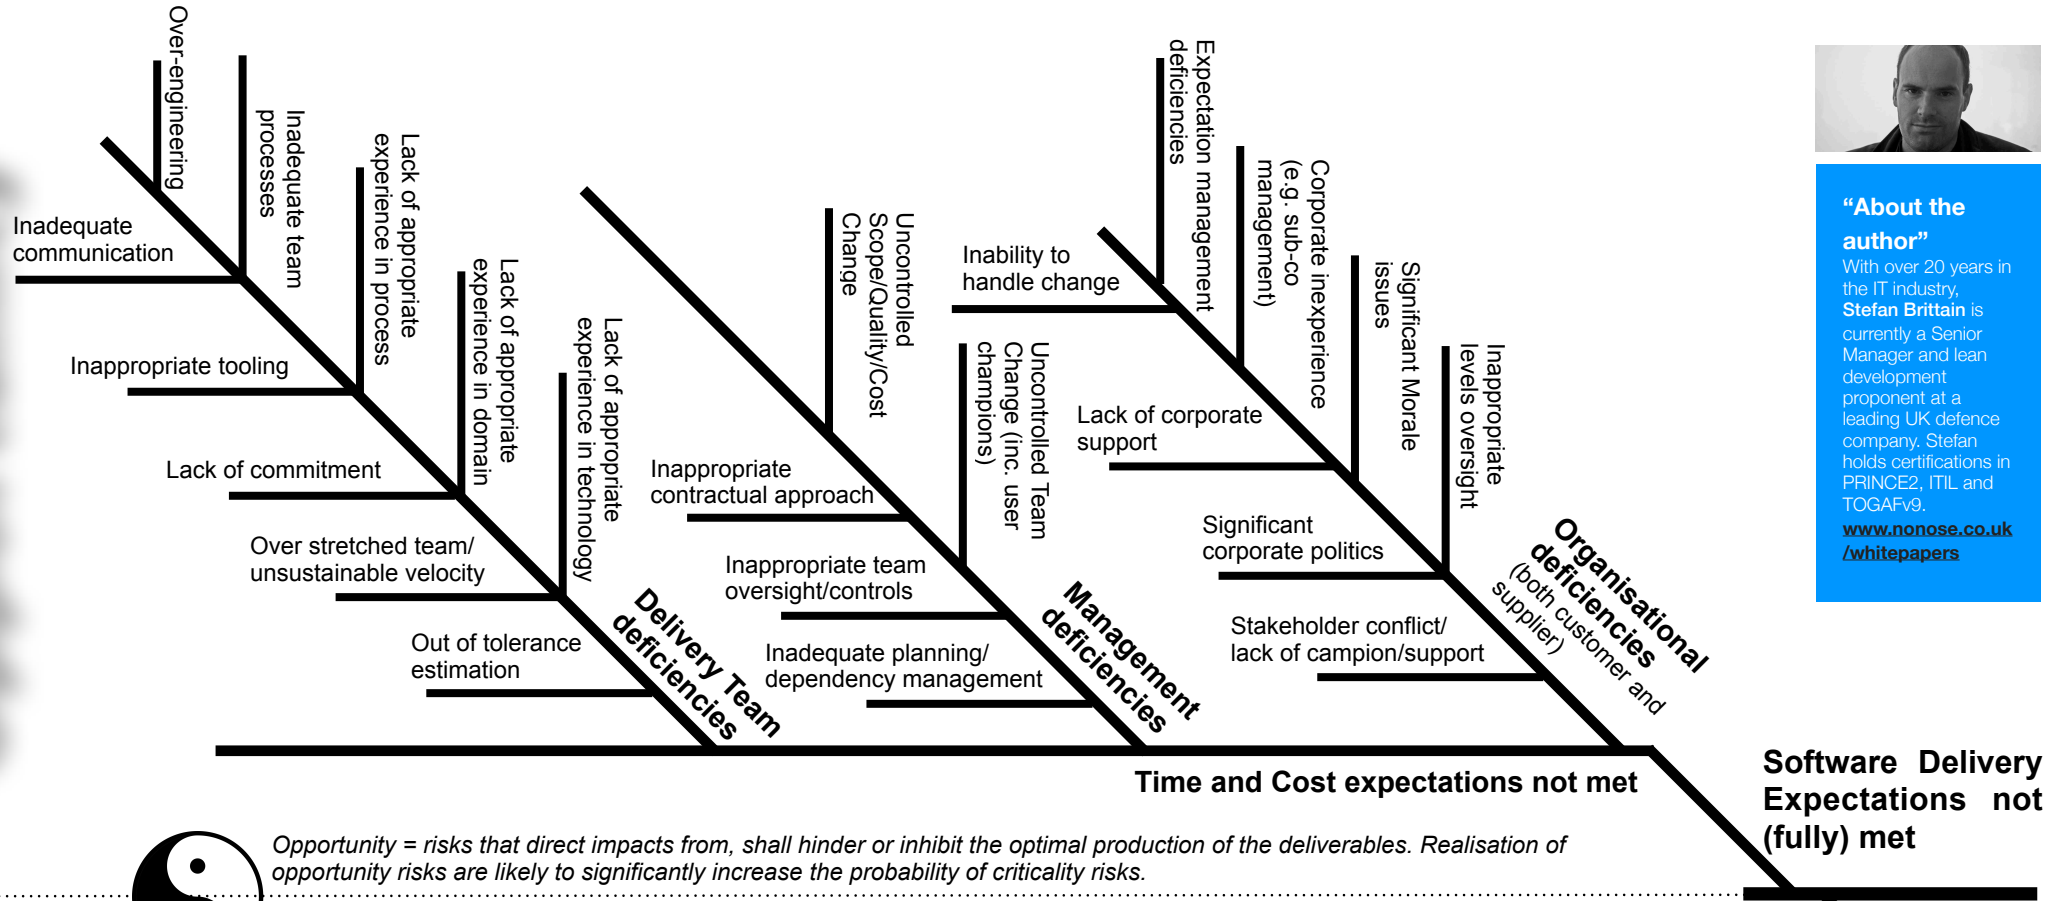 Over-engineering
Inadequate team
processes
Lack of appropriate
experience in process
Lack of appropriate
experience in domain
Lack of appropriate
experience in technology
Inadequate
communication
Inappropriate tooling
Lack of commitment
Over stretched team/
unsustainable velocity
Out of tolerance
estimation
Delivery Team
deficiencies
Uncontrolled
Scope/Quality/Cost
Change
Uncontrolled Team
Change (inc. user
champions)
Inappropriate
contractual approach
Inappropriate team
oversight/controls
Inadequate planning/
dependency management
Management
deficiencies
Expectation management
deficiencies
Corporate inexperience
(e.g. sub-co
management)
Significant Morale
issues
Inappropriate
levels oversight
Inability to
handle change
Lack of corporate
support
Significant
corporate politics
Stakeholder conflict/
lack of campion/support
Organisational
deficiencies
(both customer and
supplier)
Time and Cost expectations not met
Software Delivery
Expectations not
(fully) met
Opportunity = risks that direct impacts from, shall hinder or inhibit the optimal production of the deliverables. Realisation of
opportunity risks are likely to significantly increase the probability of criticality risks.
“About the
author”
With over 20 years in
the IT industry,
Stefan Brittain is
currently a Senior
Manager and lean
development
proponent at a
leading UK defence
company. Stefan
holds certifications in
PRINCE2, ITIL and
TOGAFv9.
www.nonose.co.uk
/whitepapers